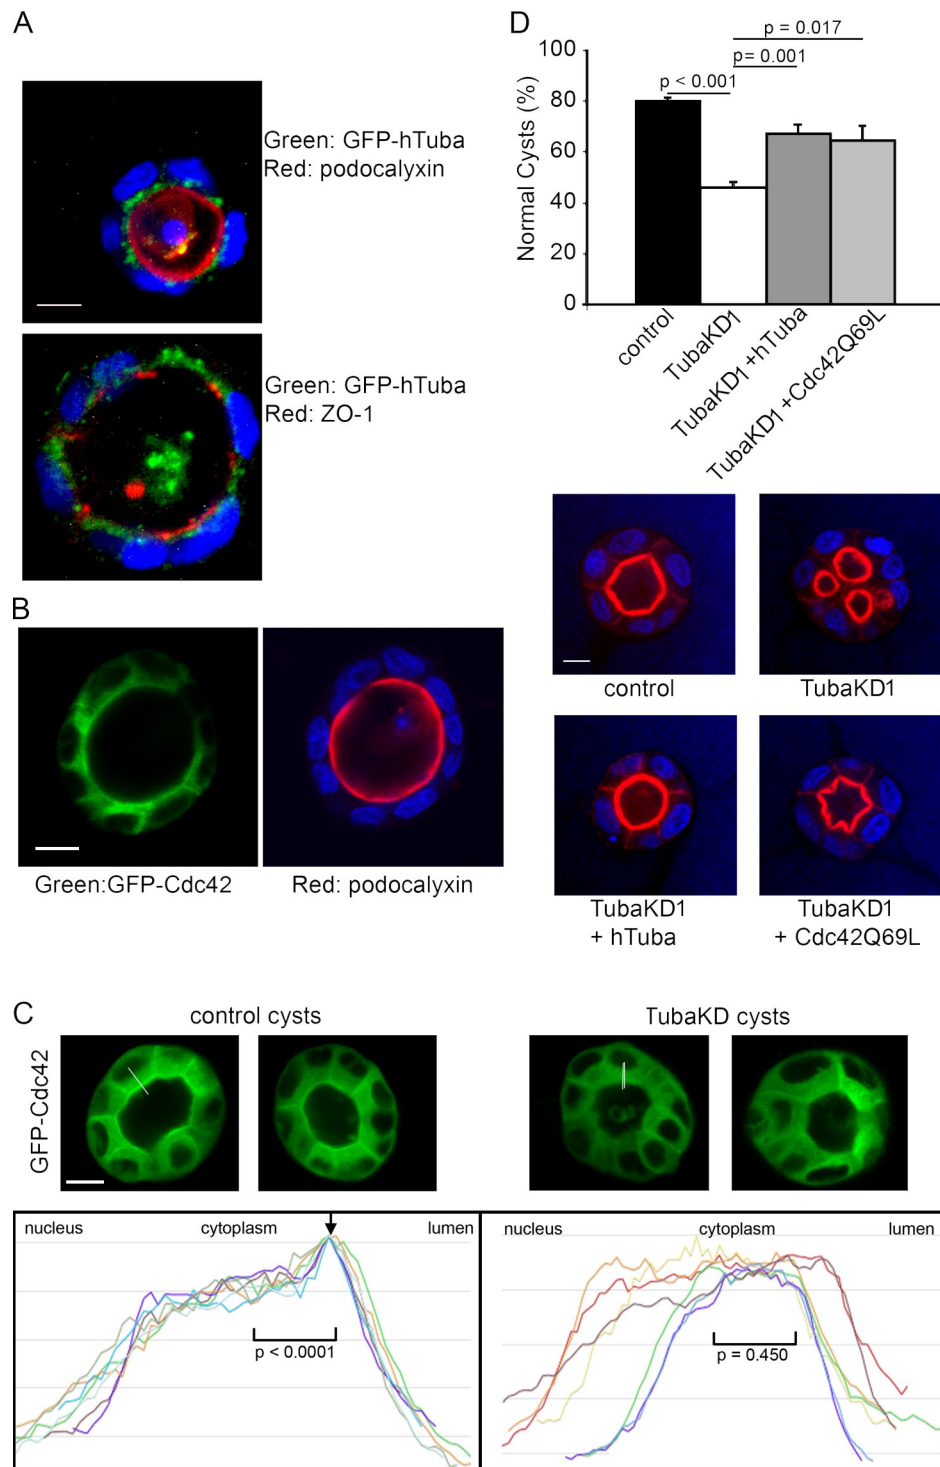 A
Green: GFP-hTuba
Red: podocalyxin
Green: GFP-hTuba
Red: ZO-1
B
Green:GFP-Cdc42
Red: podocalyxin
D
p = 0.017
p= 0.001
p < 0.001
Normal Cysts (%)
100
80
60
40
20
0
control
TubaKD1
TubaKD1 +hTuba
TubaKD1 +Cdc42Q69L
control
TubaKD1
TubaKD1
+ hTuba
TubaKD1
+ Cdc42Q69L
C
control cysts
TubaKD cysts
GFP-Cdc42
nucleus
cytoplasm
lumen
p < 0.0001
nucleus
cytoplasm
lumen
p = 0.450